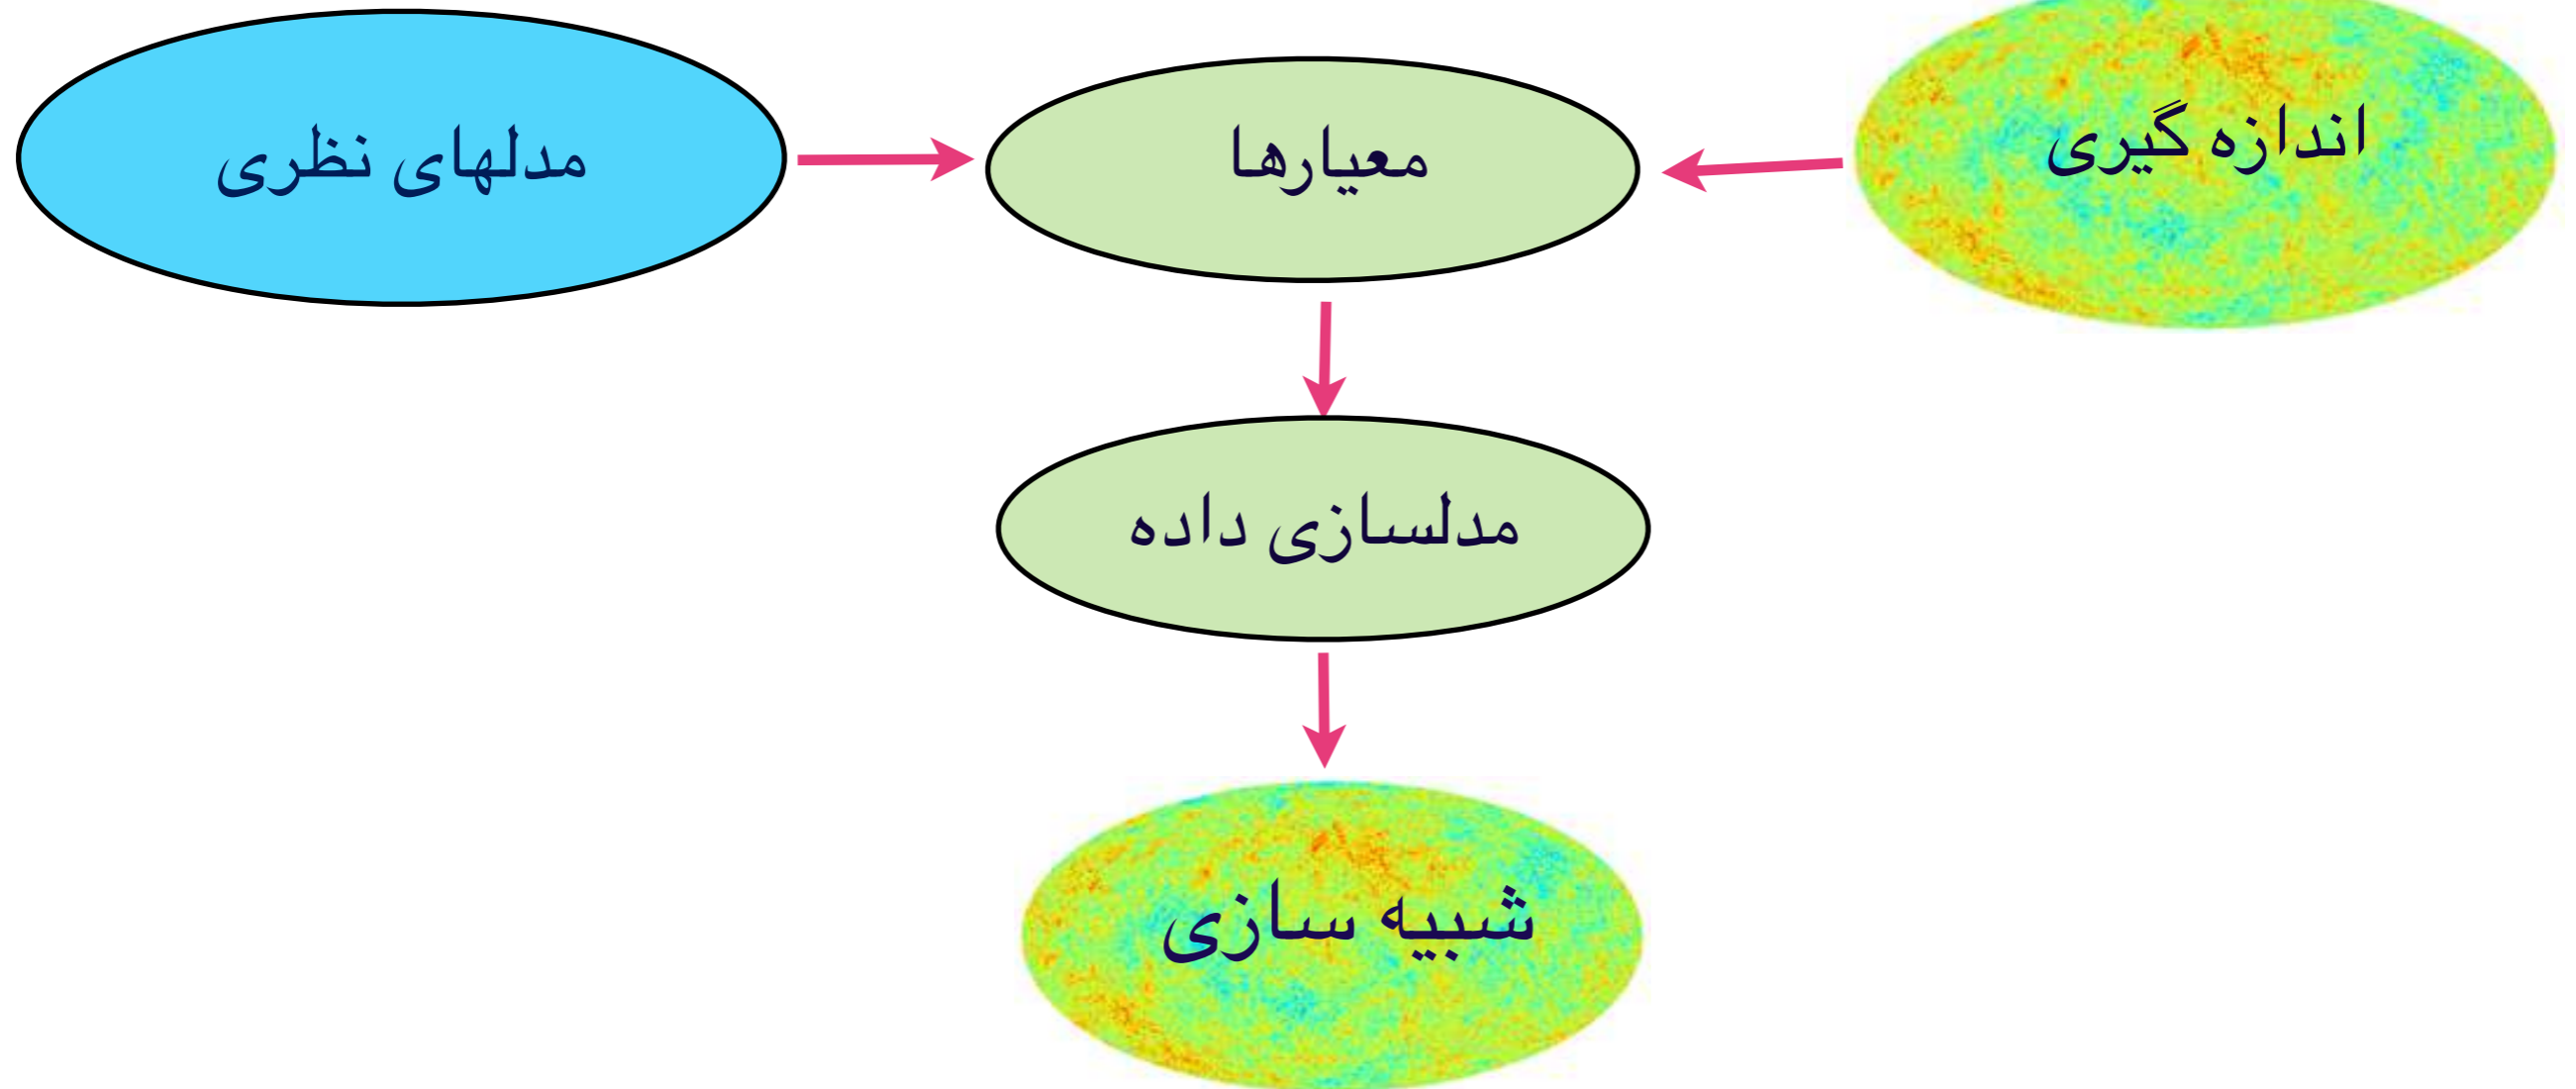 اندازه گیری
معیارها
مدلهای نظری
مدلسازی داده
شبیه سازی